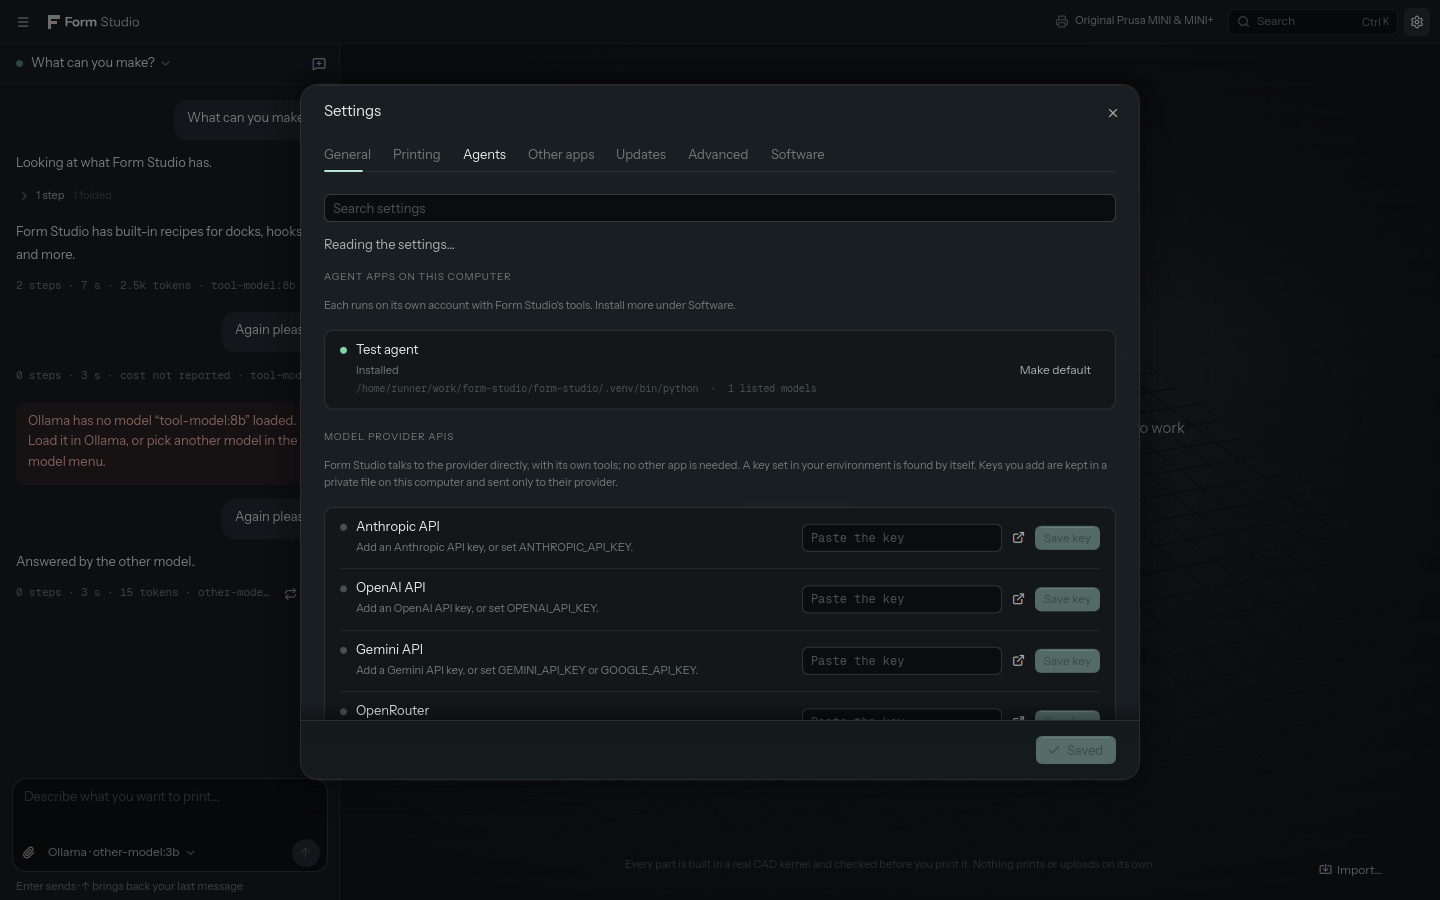 Form Studio
Original Prusa MINI & MINI+
Search
Ctrl K
What can you make?
What can you make
Looking at what Form Studio has.
1 step 1 folded
Form Studio has built-in recipes for docks, hooks
and more.
2 steps · 7 s · 2.5k tokens · tool-model:8b
Again pleas
0 steps · 3 s · cost not reported · tool-mod
Ollama has no model “tool-model:8b” loaded.
Load it in Ollama, or pick another model in the
model menu.
Again pleas
Answered by the other model.
0 steps · 3 s · 15 tokens · other-mode…
Describe what you want to print...
Ollama · other-model:3b
Enter sends · ↑ brings back your last message
Settings
General
Printing
Agents
Other apps
Updates
Advanced
Software
Search settings
Reading the settings...
AGENT APPS ON THIS COMPUTER
Each runs on its own account with Form Studio's tools. Install more under Software.
Test agent
Installed
Make default
/home/runner/work/form-studio/form-studio/.venv/bin/python · 1 listed models
MODEL PROVIDER APIS
Form Studio talks to the provider directly, with its own tools; no other app is needed. A key set in your environment is found by itself. Keys you add are kept in a
private file on this computer and sent only to their provider.
Anthropic API
Add an Anthropic API key, or set ANTHROPIC_API_KEY.
Paste the key
Save key
OpenAI API
Add an OpenAI API key, or set OPENAI_API_KEY.
Paste the key
Save key
Gemini API
Add a Gemini API key, or set GEMINI_API_KEY or GOOGLE_API_KEY.
Paste the key
Save key
OpenRouter
Saved
o work
Every part is built in a real CAD kernel and checked before you print it. Nothing prints or uploads on its own.
Import...